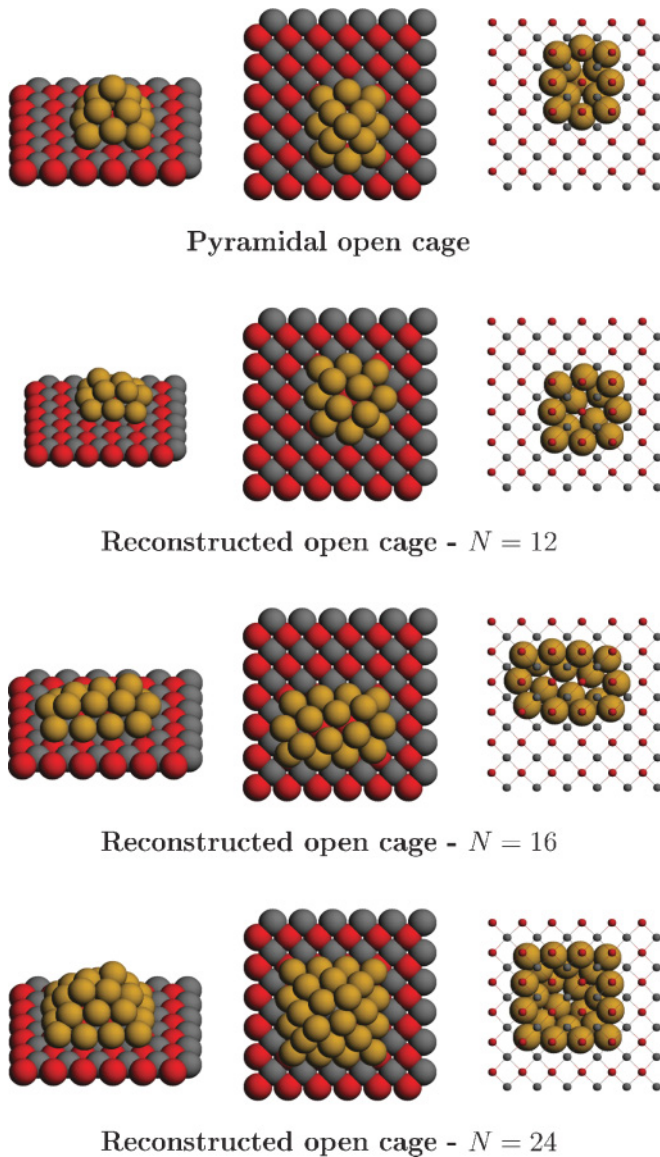 Pyramidal open cage
Reconstructed open cage - N = 12
Reconstructed open cage - N = 16
Reconstructed open cage - N = 24